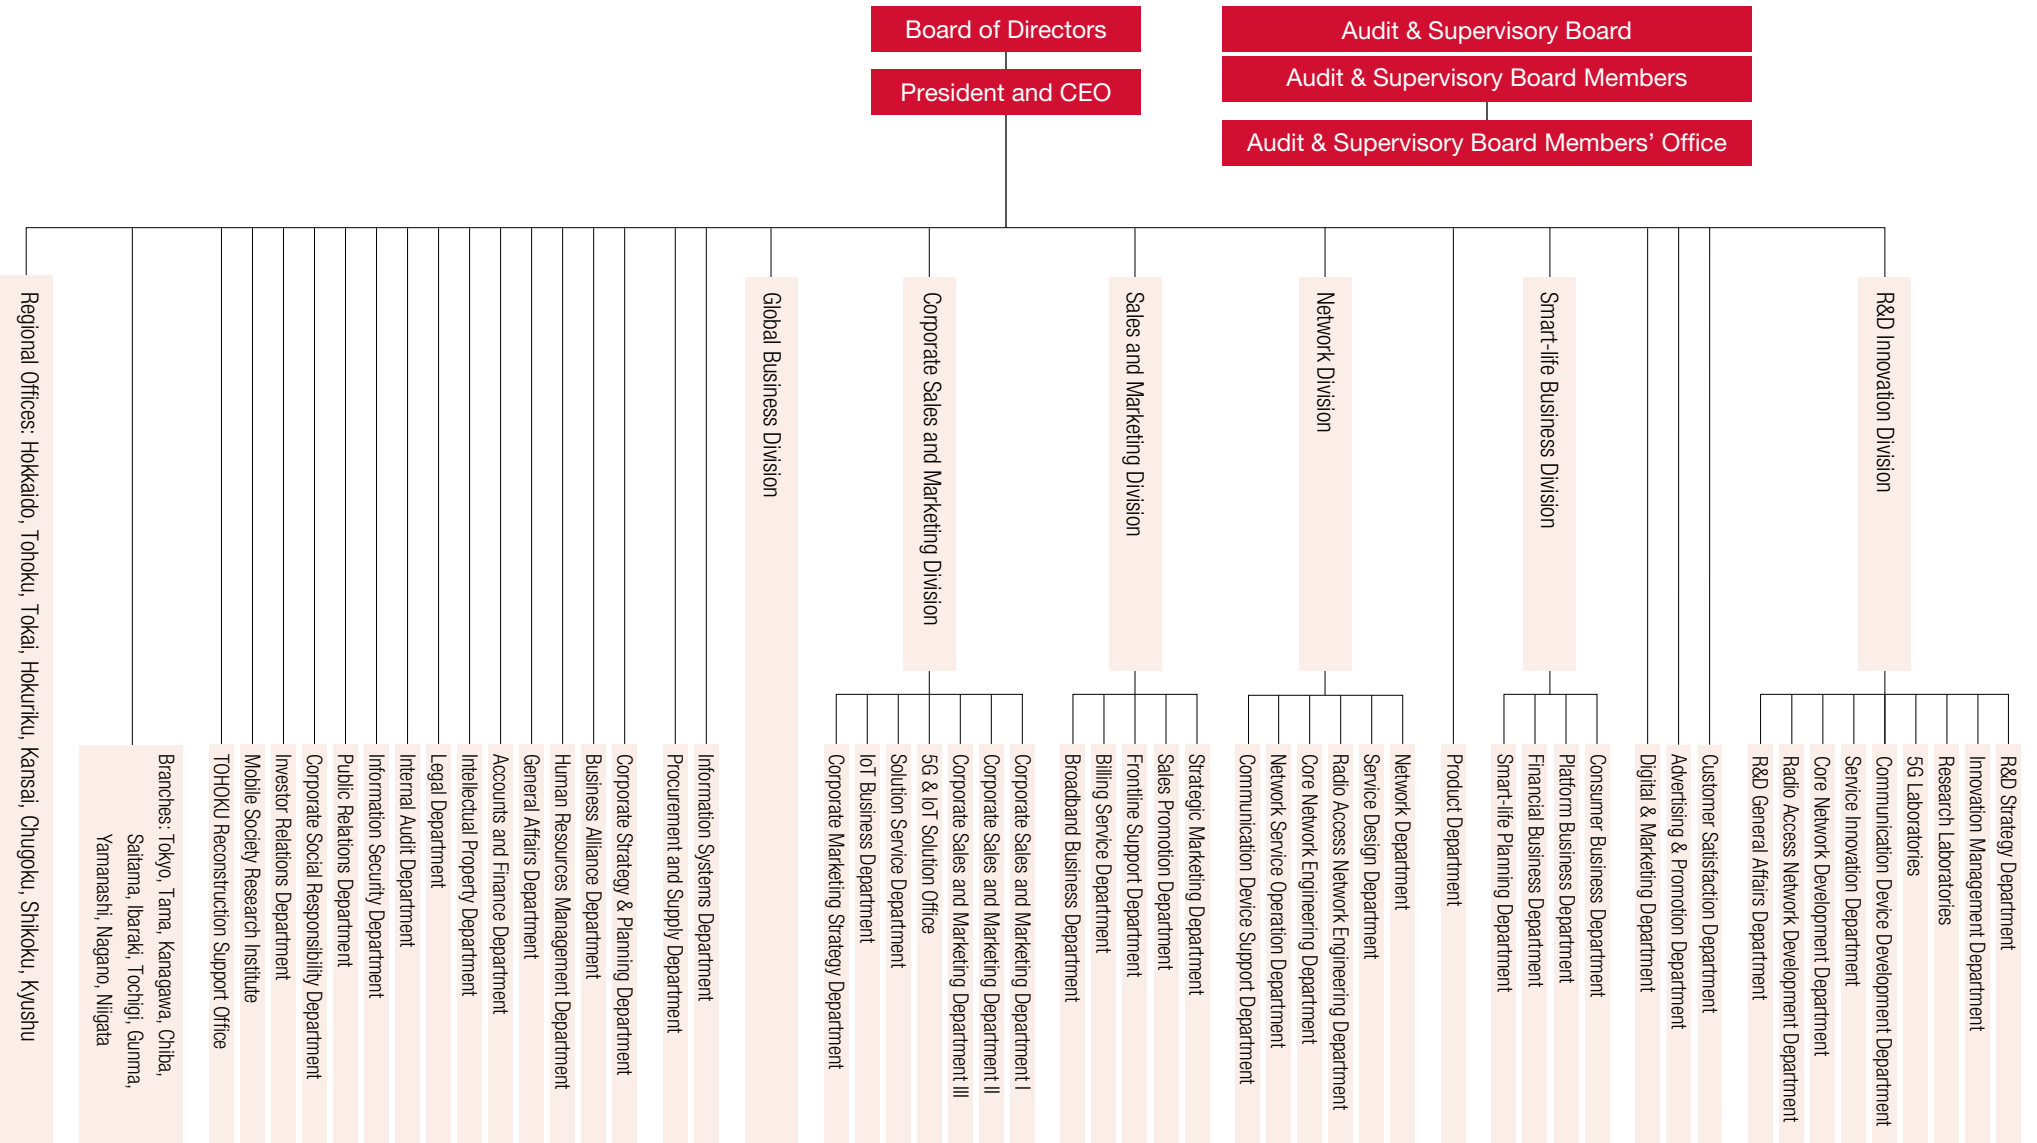 Board of Directors
President and CEO
Audit & Supervisory Board
Audit & Supervisory Board Members
Audit & Supervisory Board Members’ Office
Regional Offices: Hokkaido, Tohoku, Tokai, Hokuriku, Kansai, Chugoku, Shikoku, Kyushu
Branches: Tokyo, Tama, Kanagawa, Chiba,
Saitama, Ibaraki, Tochigi, Gunma,
Yamanashi, Nagano, Niigata
TOHOKU Reconstruction Support Office
Mobile Society Research Institute
Investor Relations Department
Corporate Social Responsibility Department
Public Relations Department
Information Security Department
Internal Audit Department
Legal Department
Intellectual Property Department
Accounts and Finance Department
General Affairs Department
Human Resources Management Department
Business Alliance Department
Corporate Strategy & Planning Department
Procurement and Supply Department
Information Systems Department
Global Business Division
Corporate Sales and Marketing Division
Corporate Marketing Strategy Department
IoT Business Department
Solution Service Department
5G & IoT Solution Office
Corporate Sales and Marketing Department III
Corporate Sales and Marketing Department II
Corporate Sales and Marketing Department I
Sales and Marketing Division
Broadband Business Department
Billing Service Department
Frontline Support Department
Sales Promotion Department
Strategic Marketing Department
Network Division
Communication Device Support Department
Network Service Operation Department
Core Network Engineering Department
Radio Access Network Engineering Department
Service Design Department
Network Department
Product Department
Smart-life Business Division
Smart-life Planning Department
Financial Business Department
Platform Business Department
Consumer Business Department
Digital & Marketing Department
Advertising & Promotion Department
Customer Satisfaction Department
R&D Innovation Division
R&D General Affairs Department
Radio Access Network Development Department
Core Network Development Department
Service Innovation Department
Communication Device Development Department
5G Laboratories
Research Laboratories
Innovation Management Department
R&D Strategy Department